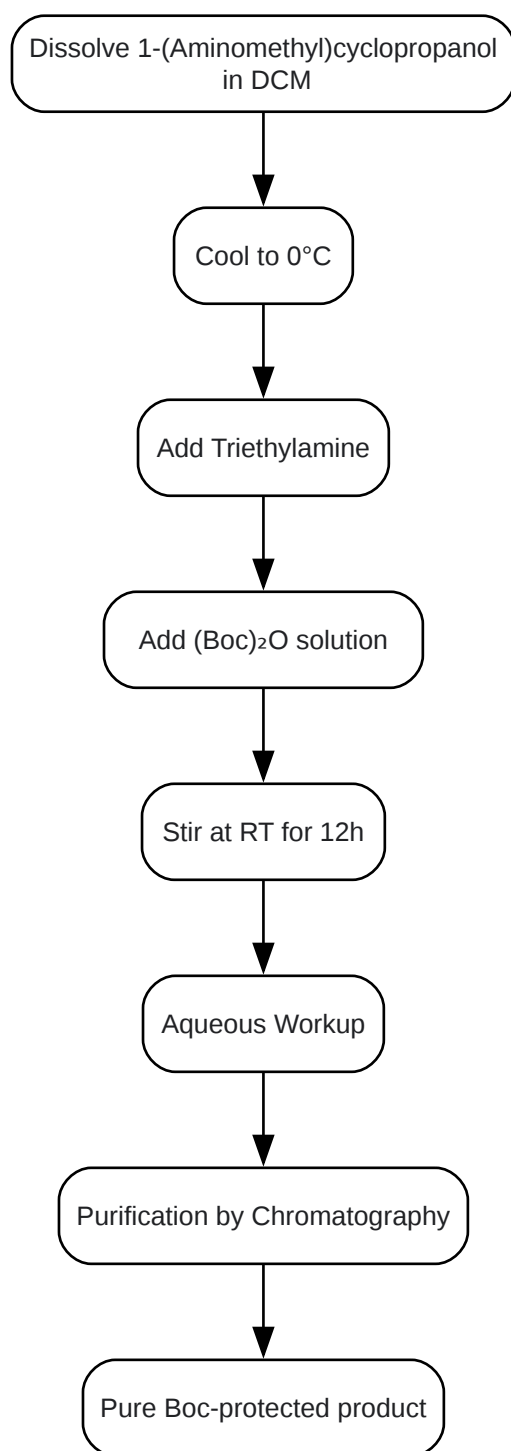 Dissolve 1-(Aminomethyl)cyclopropanol
in DCM
Cool to 0°C
Add Triethylamine
Add (Boc)₂O solution
Stir at RT for 12h
Aqueous Workup
Purification by Chromatography
Pure Boc-protected product